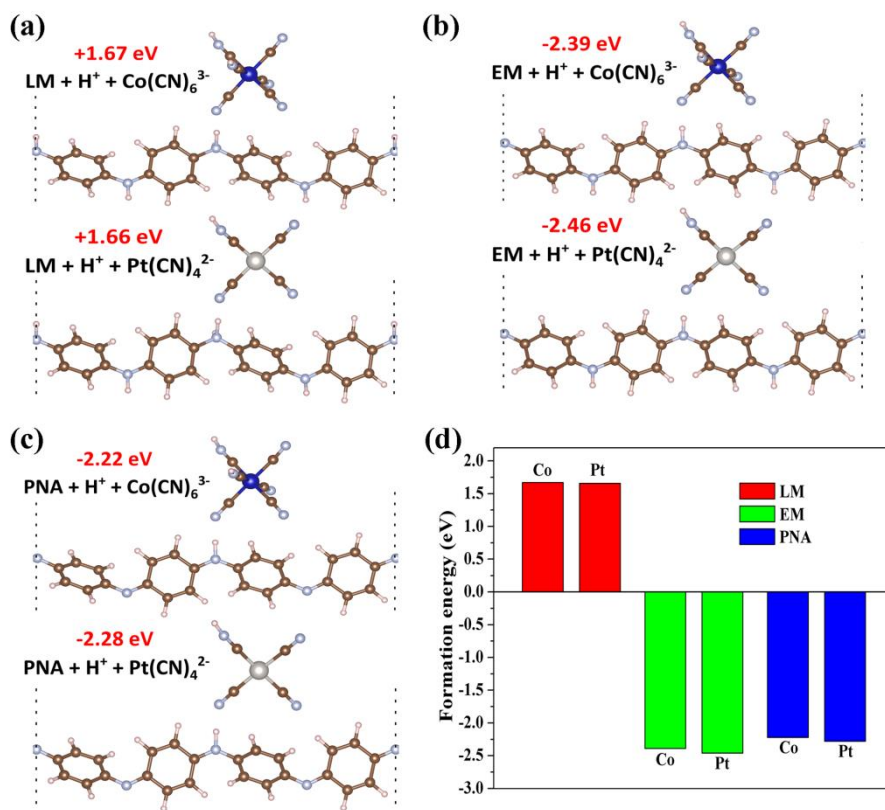 (a)
+1.67 eV
LM + H⁺ + Co(CN)₆³⁻
+1.66 eV
LM + H⁺ + Pt(CN)₄²⁻
(b)
-2.39 eV
EM + H⁺ + Co(CN)₆³⁻
-2.46 eV
EM + H⁺ + Pt(CN)₄²⁻
(c)
-2.22 eV
PNA + H⁺ + Co(CN)₆³⁻
-2.28 eV
PNA + H⁺ + Pt(CN)₄²⁻
(d)
Formation energy (eV)
2.0
1.5
1.0
0.5
0.0
-0.5
-1.0
-1.5
-2.0
-2.5
-3.0
Co
Pt
LM
EM
PNA
Co
Pt
Co
Pt